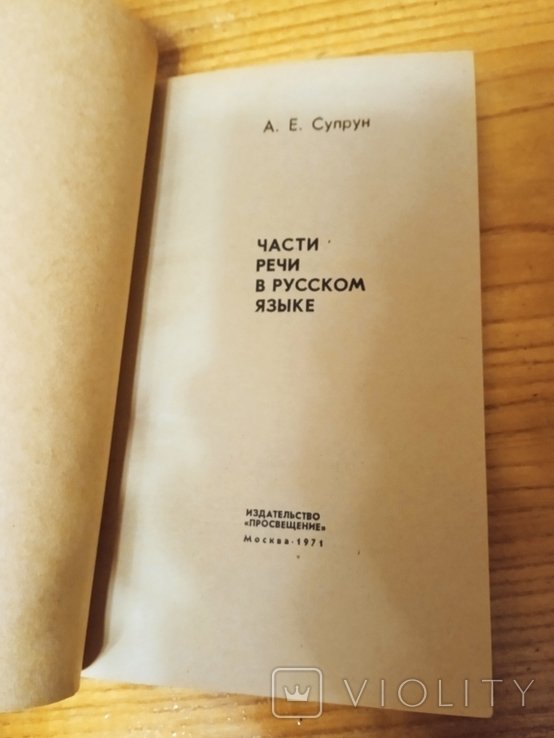 А. Е. Супрун
ЧАСТИ
РЕЧИ
В РУССКОМ
ЯЗЫКЕ
ИЗДАТЕЛЬСТВО
«ПРОСВЕЩЕНИЕ»
Москва · 1971
VIOLITY